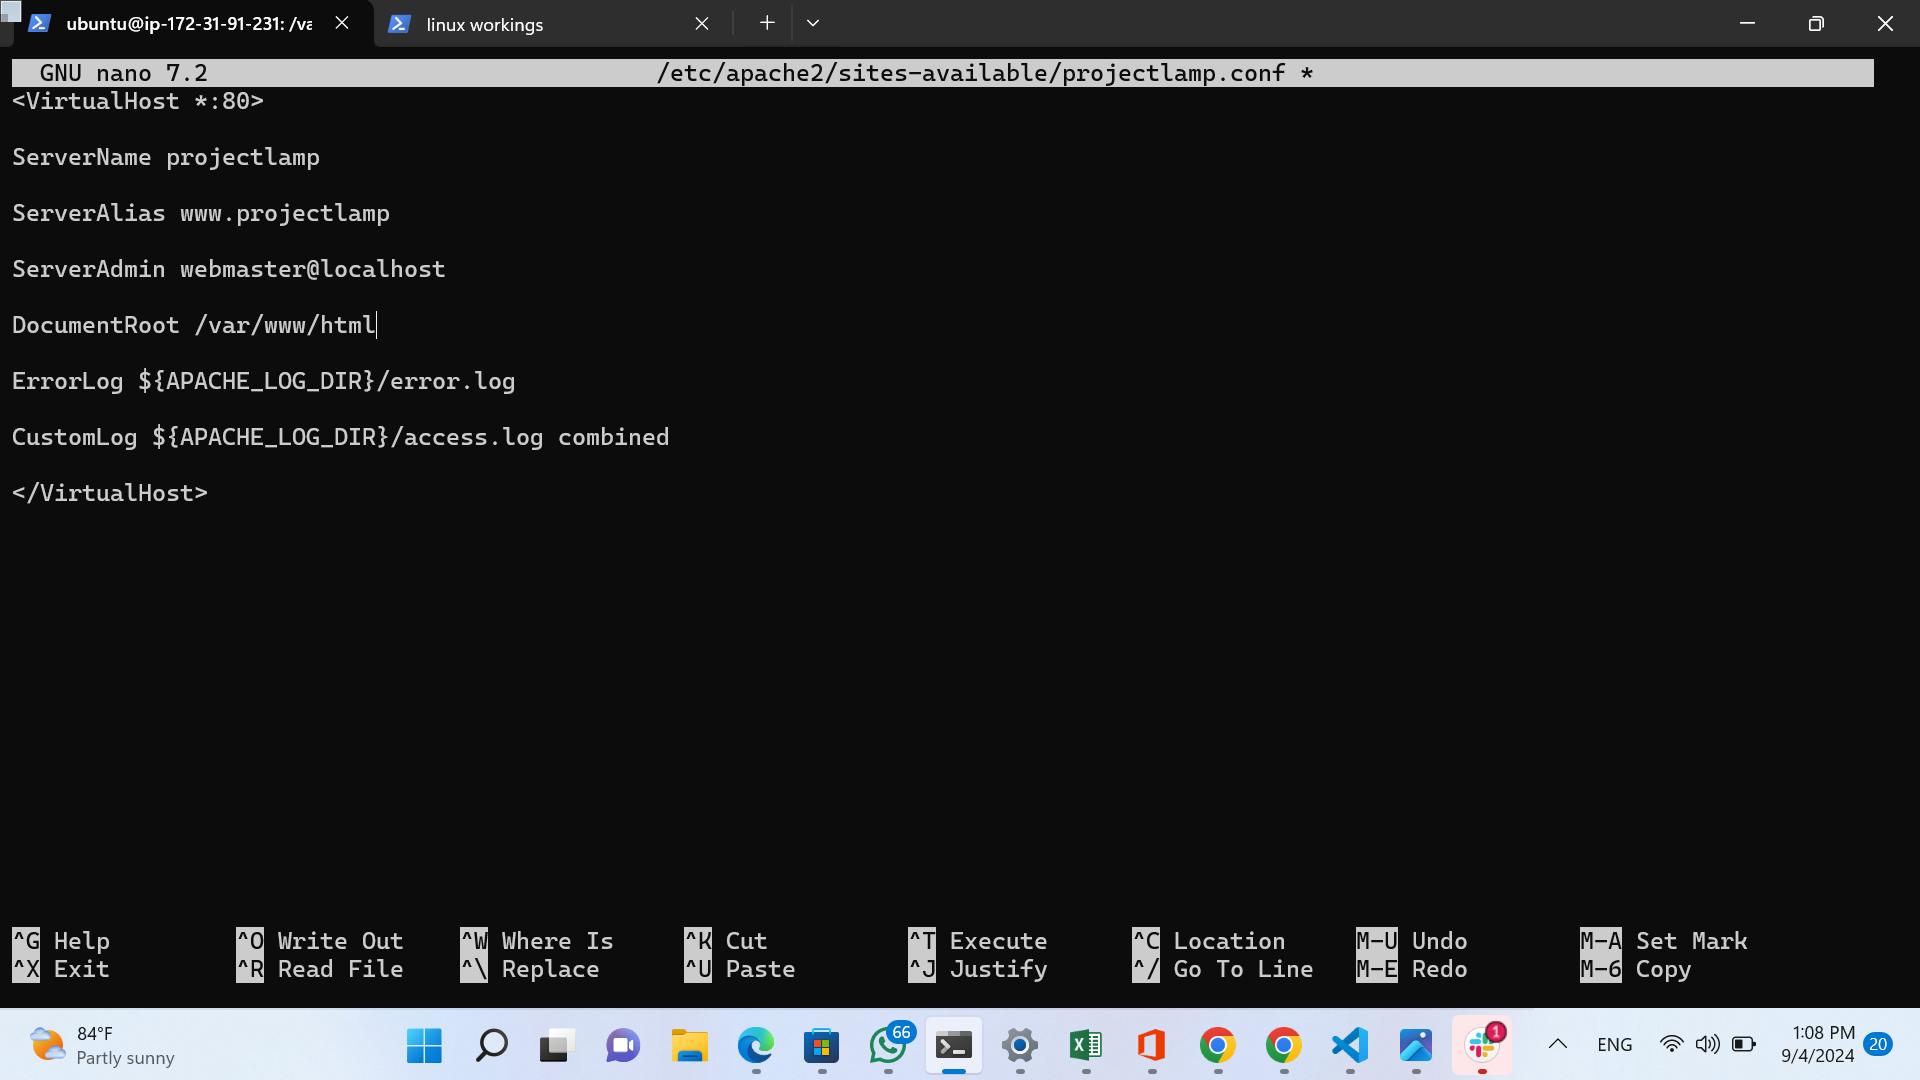 ubuntu@ip-172-31-91-231: /va
linux workings
GNU nano 7.2 /etc/apache2/sites-available/projectlamp.conf *
<VirtualHost *:80>
ServerName projectlamp
ServerAlias www.projectlamp
ServerAdmin webmaster@localhost
DocumentRoot /var/www/html
ErrorLog ${APACHE_LOG_DIR}/error.log
CustomLog ${APACHE_LOG_DIR}/access.log combined
</VirtualHost>
^G Help ^O Write Out ^W Where Is ^K Cut ^T Execute ^C Location M-U Undo M-A Set Mark
^X Exit ^R Read File ^\ Replace ^U Paste ^J Justify ^/ Go To Line M-E Redo M-6 Copy
84°F
Partly sunny
66
1
ENG
1:08 PM
9/4/2024
20